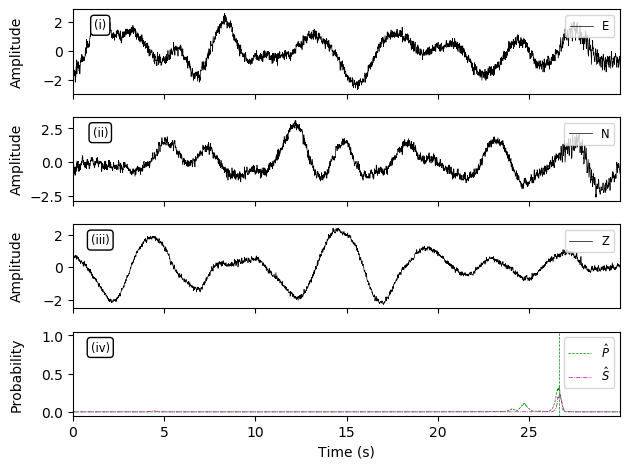 Amplitude
2
0
−2
(i)
E
Amplitude
2.5
0.0
−2.5
(ii)
N
Amplitude
2
0
−2
(iii)
Z
Probability
1.0
0.5
0.0
(iv)
P̂
Ŝ
0 5 10 15 20 25
Time (s)